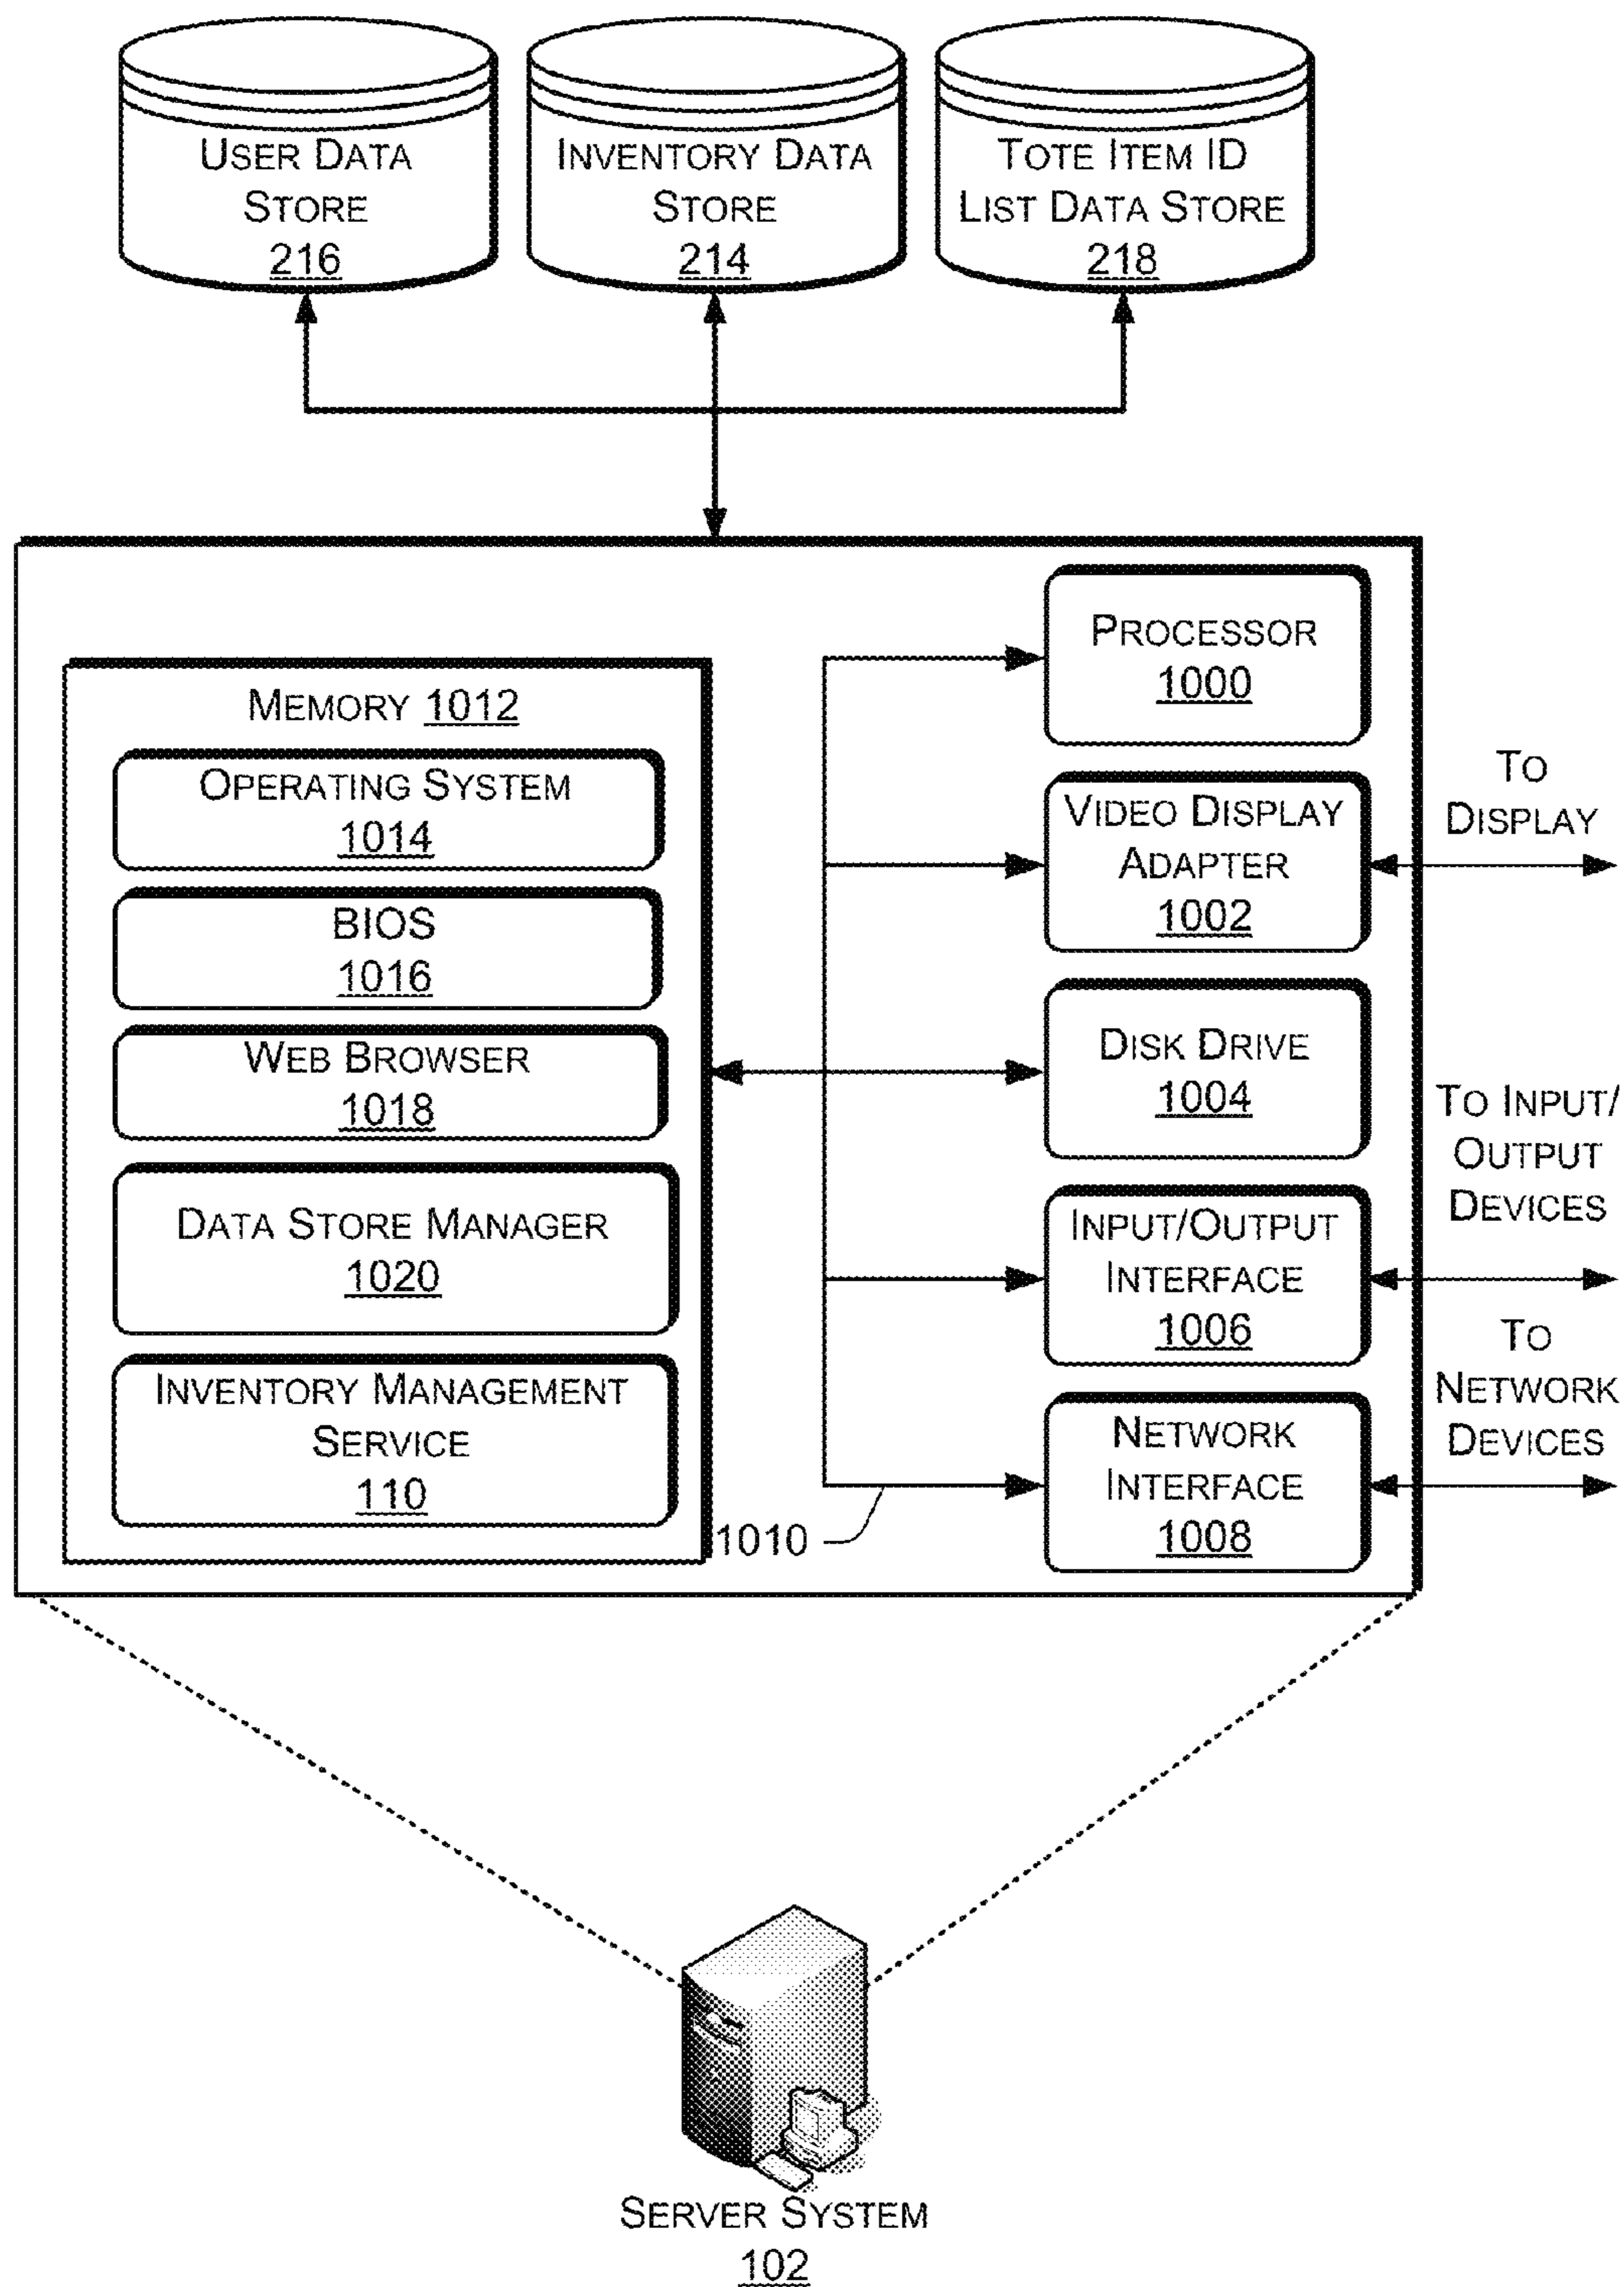 USER DATA
STORE
216
INVENTORY DATA
STORE
214
TOTE ITEM ID
LIST DATA STORE
218
MEMORY 1012
OPERATING SYSTEM
1014
BIOS
1016
WEB BROWSER
1018
DATA STORE MANAGER
1020
INVENTORY MANAGEMENT
SERVICE
110
1010
PROCESSOR
1000
VIDEO DISPLAY
ADAPTER
1002
DISK DRIVE
1004
INPUT/OUTPUT
INTERFACE
1006
NETWORK
INTERFACE
1008
TO
DISPLAY
TO INPUT/
OUTPUT
DEVICES
TO
NETWORK
DEVICES
SERVER SYSTEM
102